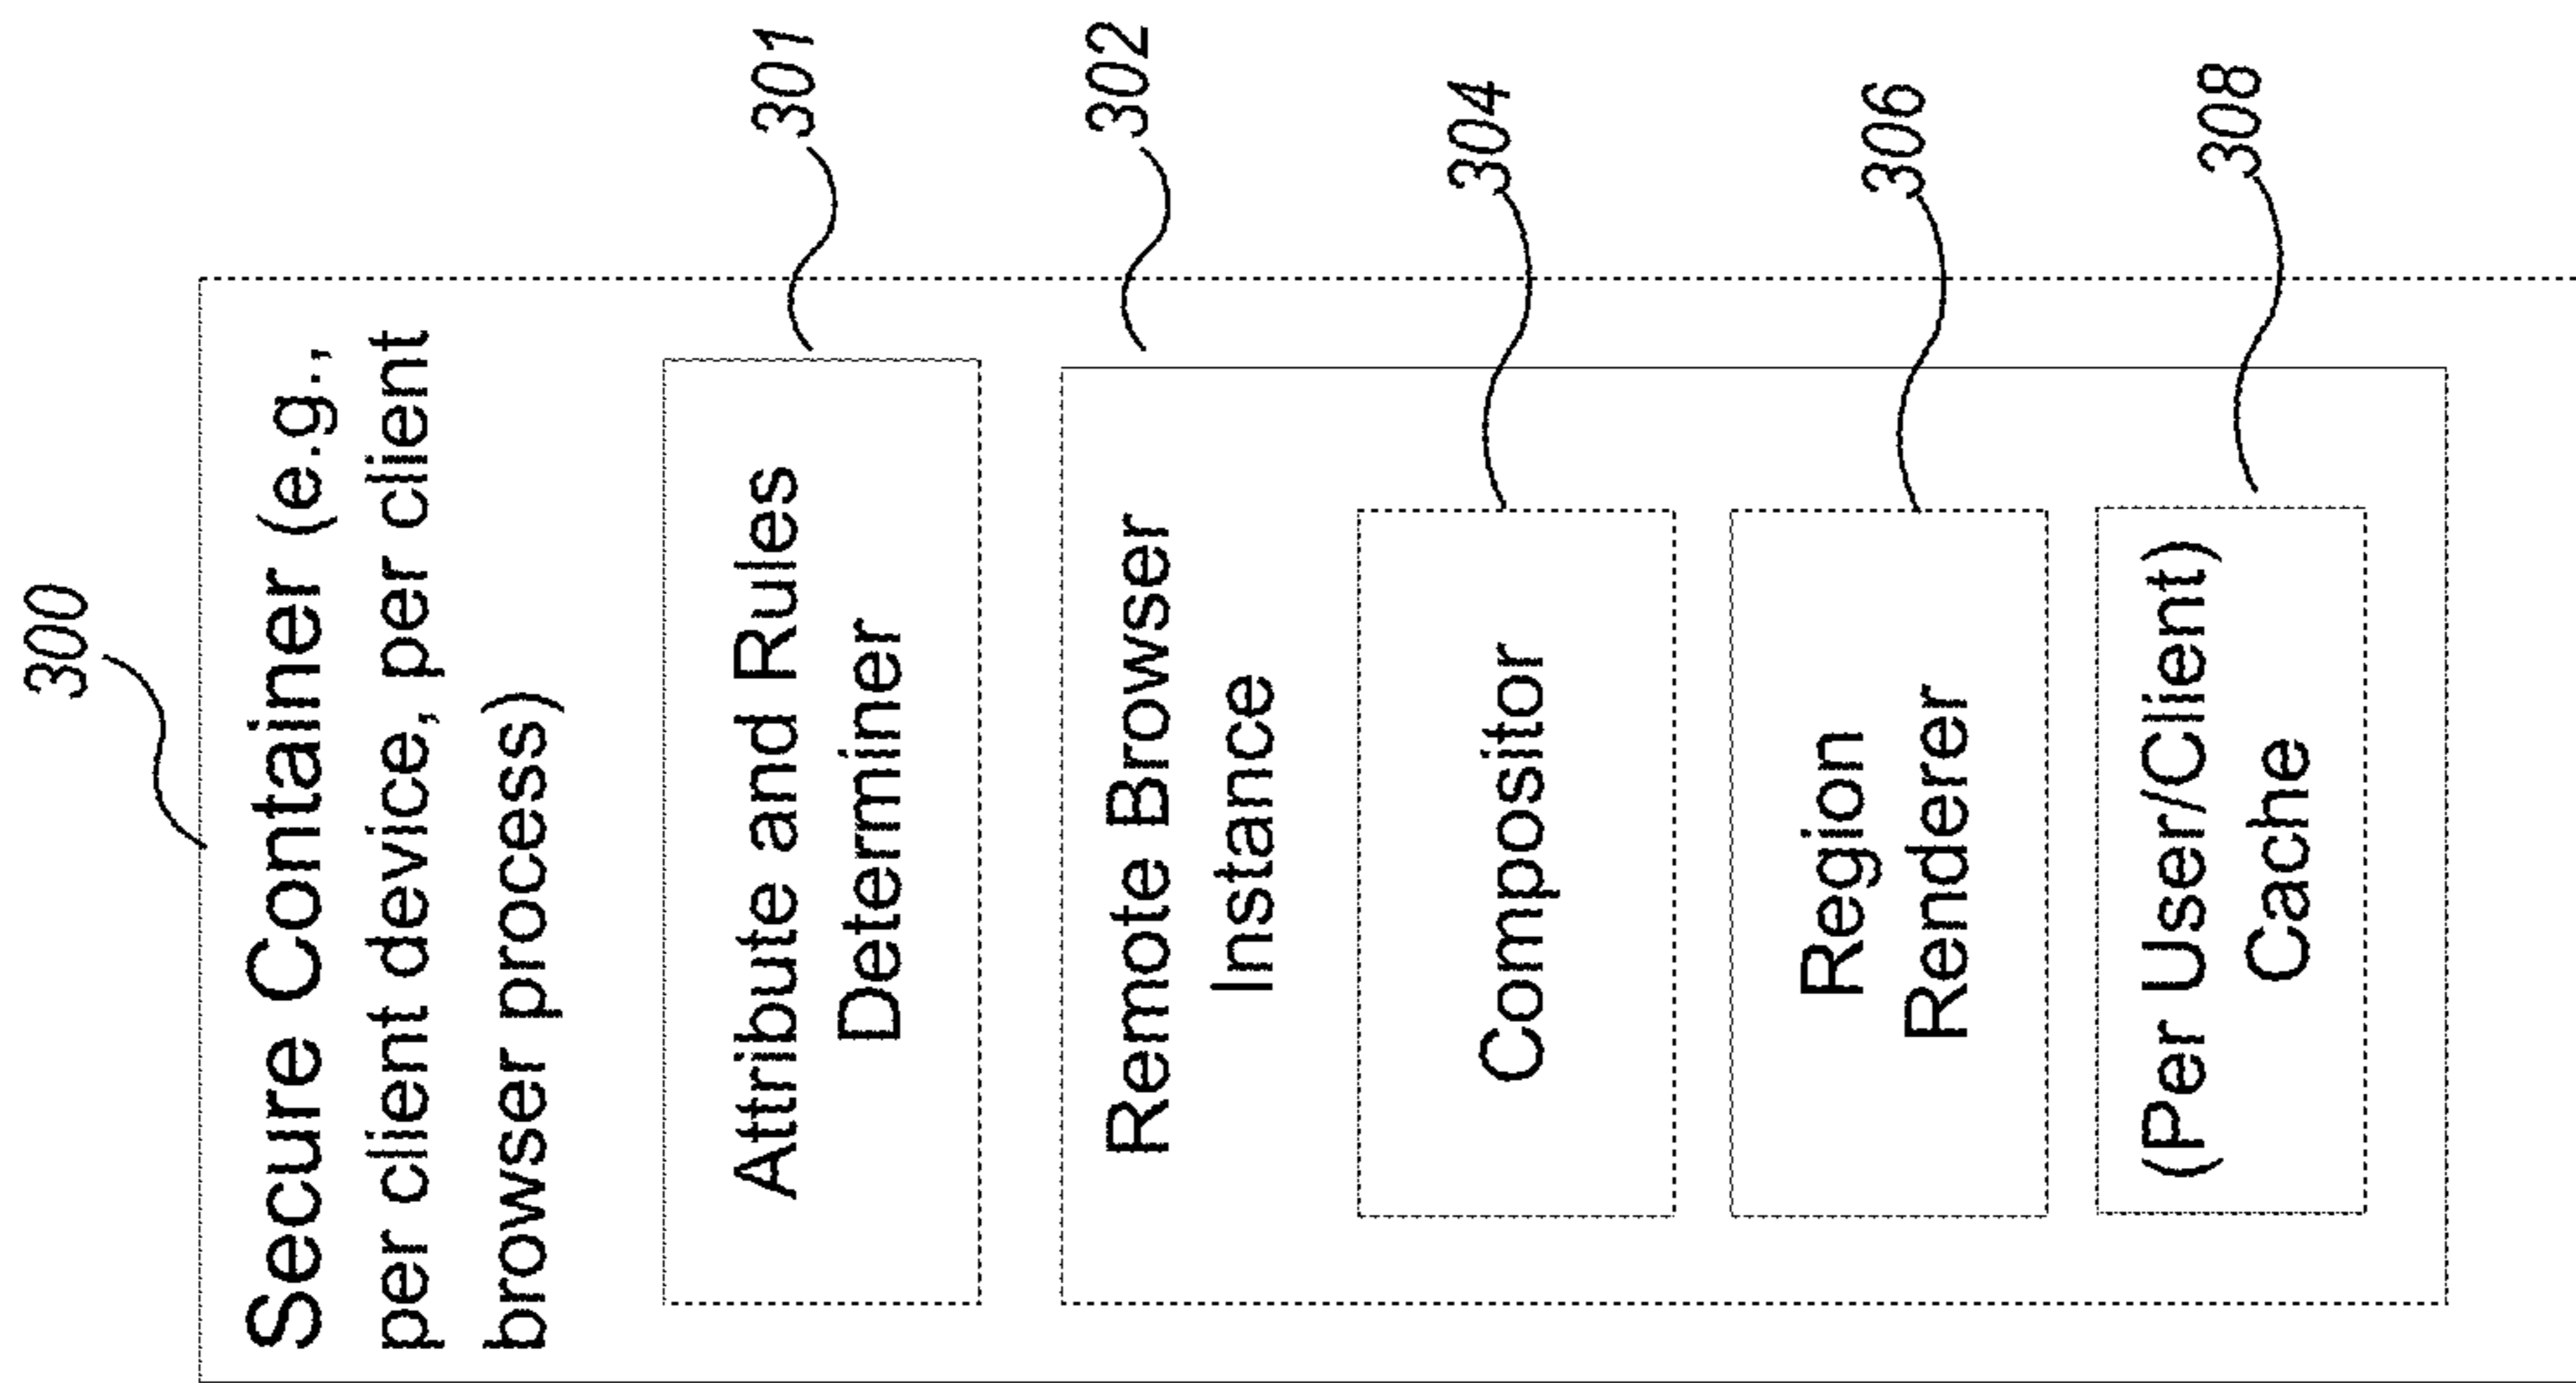 300
Secure Container (e.g.,
per client device, per client
browser process)
301
Attribute and Rules
Determiner
302
Remote Browser
Instance
304
Compositor
306
Region
Renderer
308
(Per User/Client)
Cache